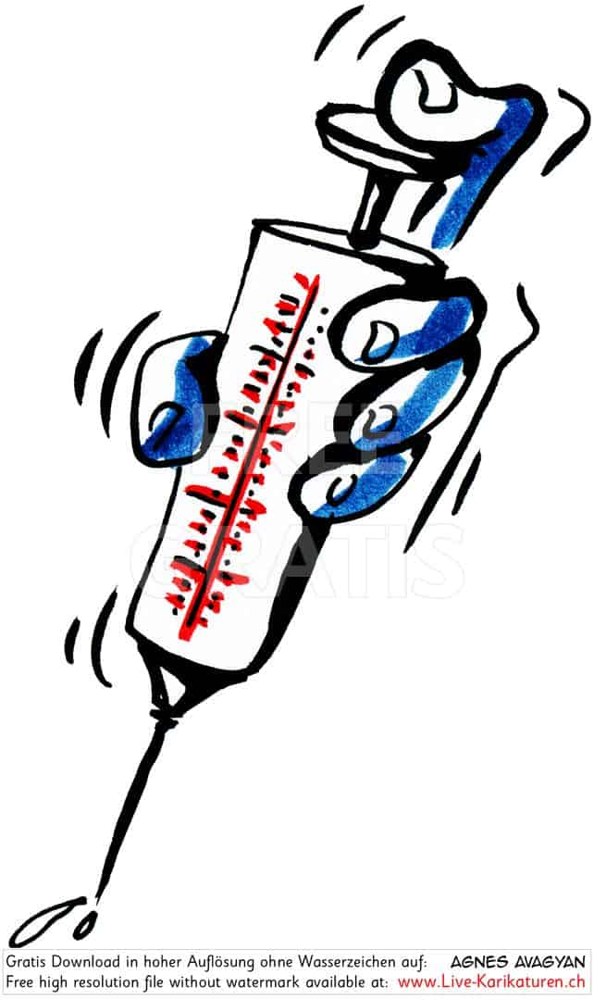 FREE
GRATIS
Gratis Download in hoher Auflösung ohne Wasserzeichen auf: AGNES AVAGYAN
Free high resolution file without watermark available at: www.Live-Karikaturen.ch